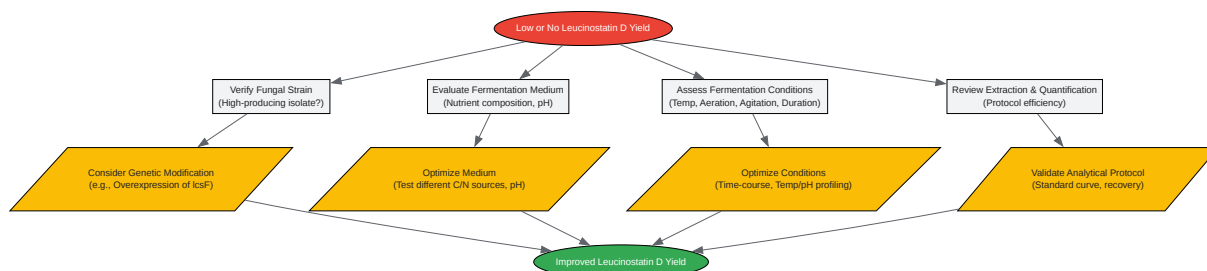 Low or No Leucinostatin D Yield
Verify Fungal Strain
(High-producing isolate?)
Evaluate Fermentation Medium
(Nutrient composition, pH)
Assess Fermentation Conditions
(Temp, Aeration, Agitation, Duration)
Review Extraction & Quantification
(Protocol efficiency)
Consider Genetic Modification
(e.g., Overexpression of lcsF)
Optimize Medium
(Test different C/N sources, pH)
Optimize Conditions
(Time-course, Temp/pH profiling)
Validate Analytical Protocol
(Standard curve, recovery)
Improved Leucinostatin D Yield